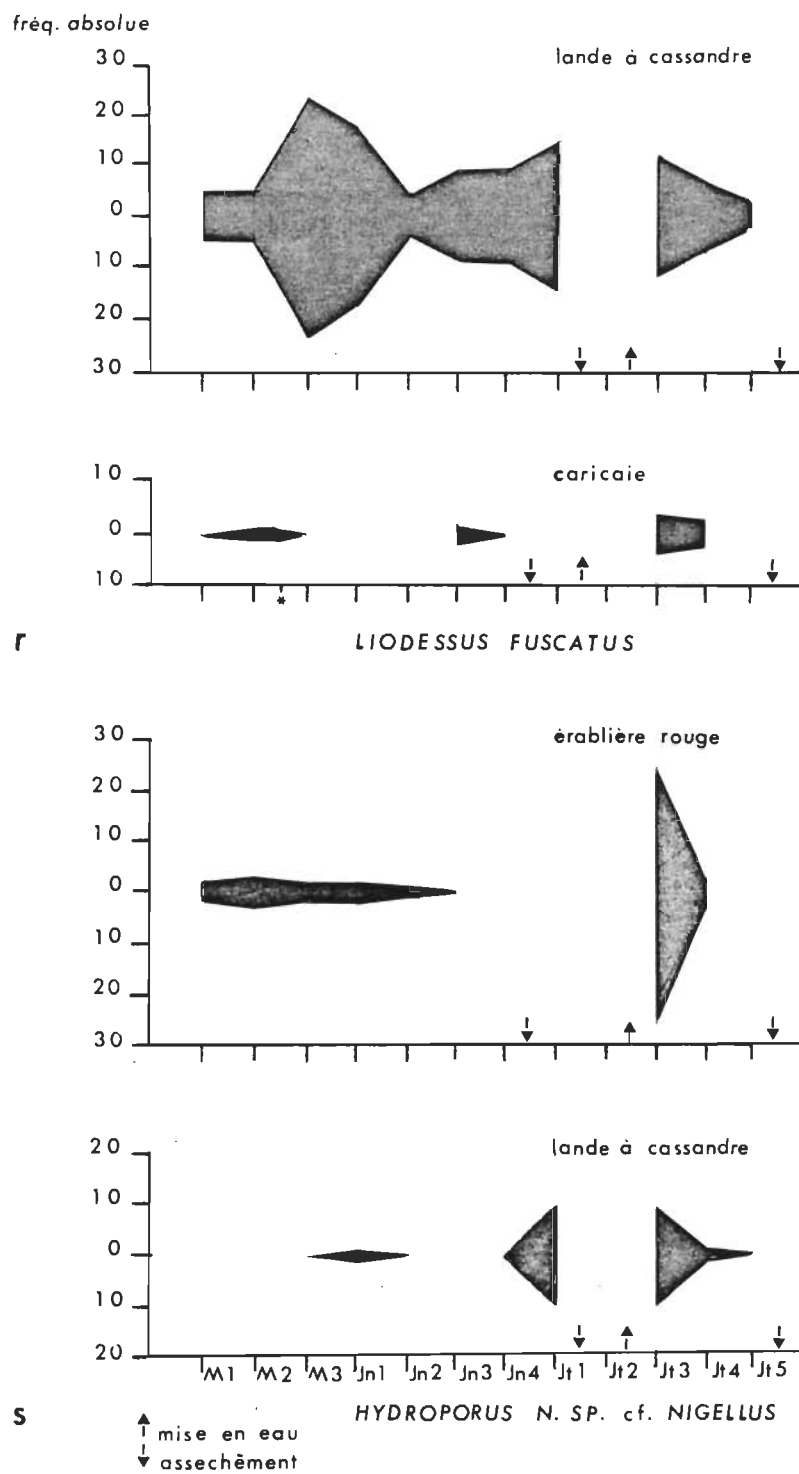 fréq. absolue
lande à cassandre
30
20
10
0
10
20
30
caricaie
10
0
10
*
r LIODESSUS FUSCATUS
érablière rouge
30
20
10
0
10
20
30
lande à cassandre
20
10
0
10
20
M1 M2 M3 Jn1 Jn2 Jn3 Jn4 Jt1 Jt2 Jt3 Jt4 Jt5
s HYDROPORUS N. SP. cf. NIGELLUS
mise en eau
assechèment